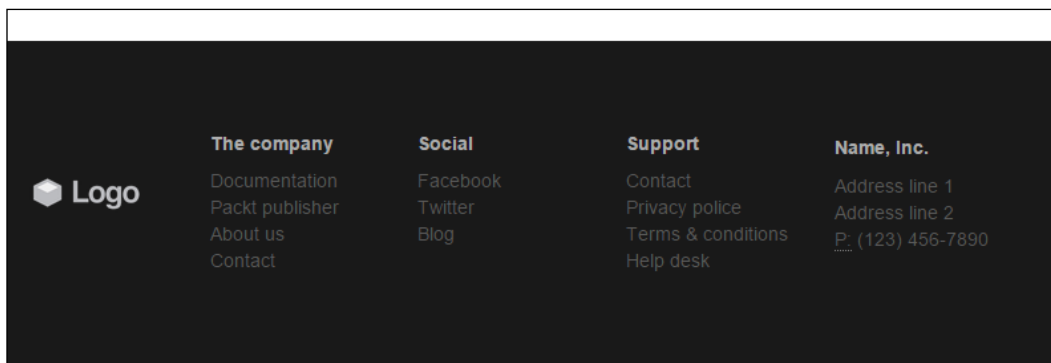 Logo
The company
Documentation
Packt publisher
About us
Contact
Social
Facebook
Twitter
Blog
Support
Contact
Privacy police
Terms & conditions
Help desk
Name, Inc.
Address line 1
Address line 2
P: (123) 456-7890